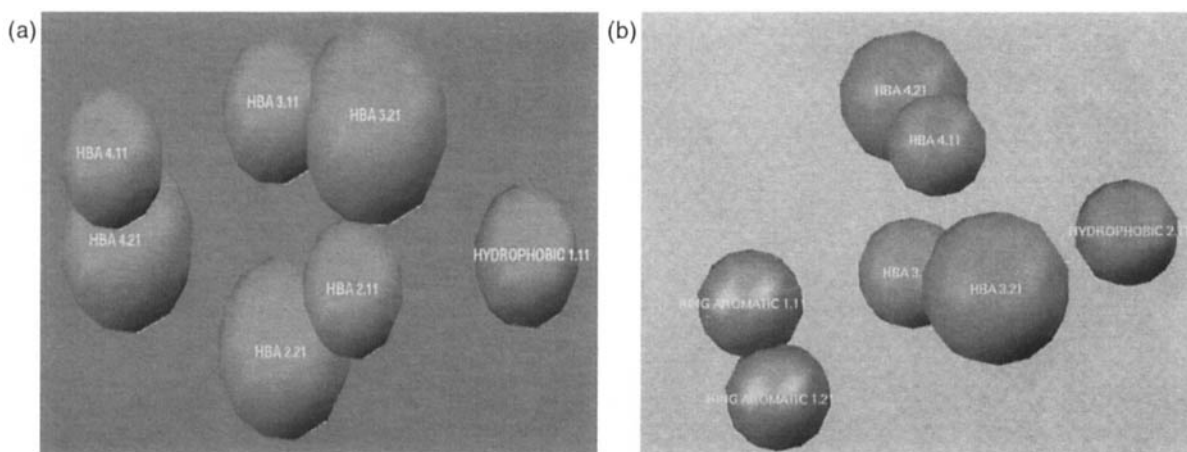 (a)
HBA 3.11
HBA 3.21
HBA 4.11
HBA 4.21
HYDROPHOBIC 1.11
HBA 2.11
HBA 2.21
(b)
HBA 4.21
HBA 4.11
HYDROPHOBIC 2.1
HBA 3.
HBA 3.21
RING AROMATIC 1.11
RING AROMATIC 1.21